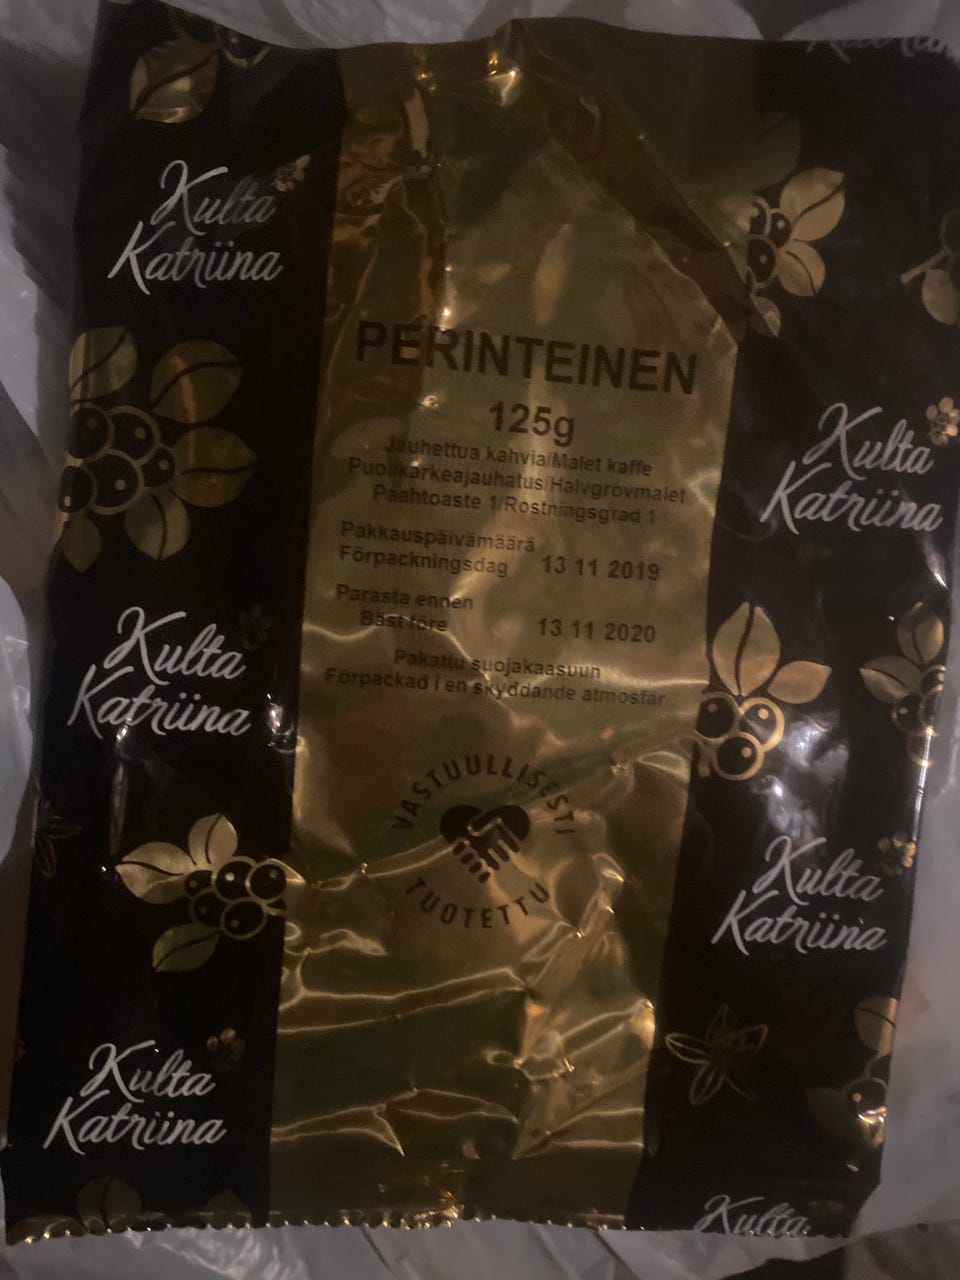 Kulta
Katriina
PERINTEINEN
125g
Jauhettua kahvia/Malet kaffe
Puolikarkeajauhatus/Halvgrovmalet
Paahtoaste 1/Rostningsgrad 1
Pakkauspäivämäärä
Förpackningsdag 13 11 2019
Parasta ennen
Bäst före 13 11 2020
Pakattu suojakaasuun
Förpackad i en skyddande atmosfär
VASTUULLISESTI
TUOTETTU
Kulta
Katriina
Kulta
Katriina
Kulta
Katriina
Kulta
Katriina
Kulta